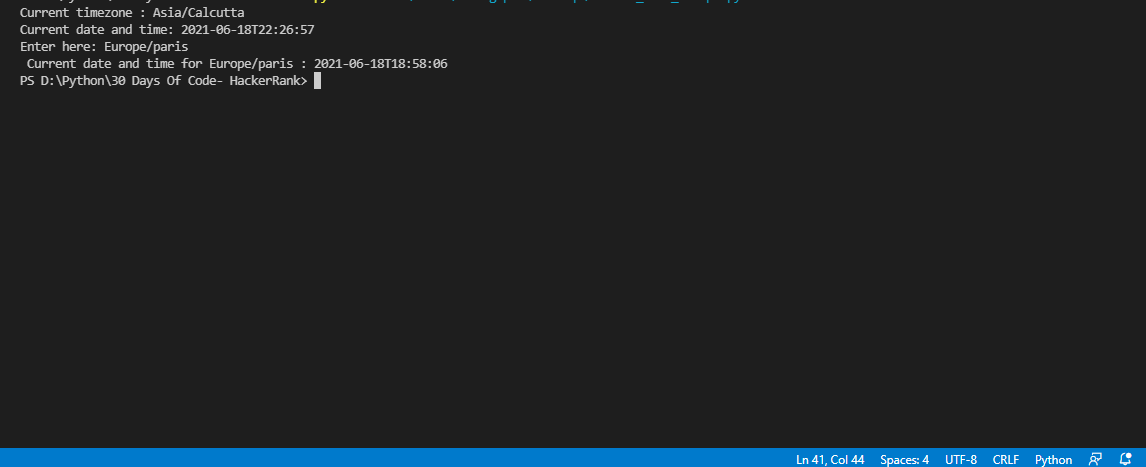 Current timezone : Asia/Calcutta
Current date and time: 2021-06-18T22:26:57
Enter here: Europe/paris
 Current date and time for Europe/paris : 2021-06-18T18:58:06
PS D:\Python\30 Days Of Code- HackerRank>
Ln 41, Col 44 Spaces: 4 UTF-8 CRLF Python